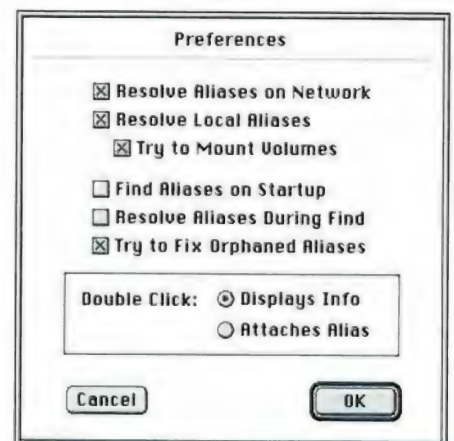 Preferences
Resolve Aliases on Network
Resolve Local Aliases
Try to Mount Volumes
Find Aliases on Startup
Resolve Aliases During Find
Try to Fix Orphaned Aliases
Double Click: Displays Info
Attaches Alias
Cancel OK